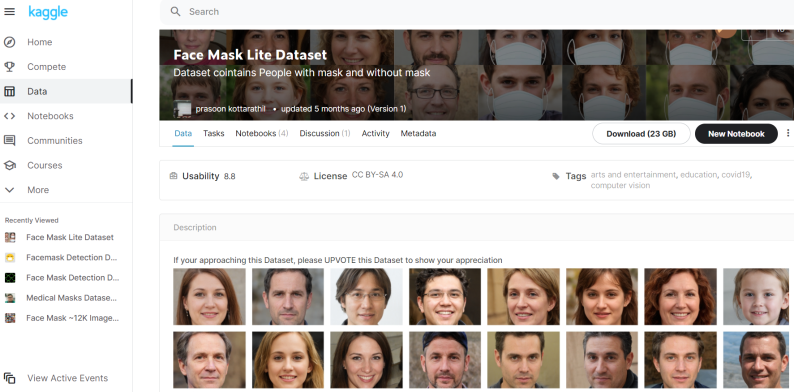 kaggle
Search
Home
Compete
Data
Notebooks
Communities
Courses
More
Recently Viewed
Face Mask Lite Dataset
Facemask Detection D...
Face Mask Detection D...
Medical Masks Datase...
Face Mask ~12K Image...
View Active Events
Face Mask Lite Dataset
Dataset cointains People with mask and without mask
prasoon kottarathil • updated 5 months ago (Version 1)
Data Tasks Notebooks (4) Discussion (1) Activity Metadata Download (23 GB) New Notebook
Usability 8.8 License CC BY-SA 4.0 Tags arts and entertainment, education, covid19,
computer vision
Description
If your approaching this Dataset, please UPVOTE this Dataset to show your appreciation